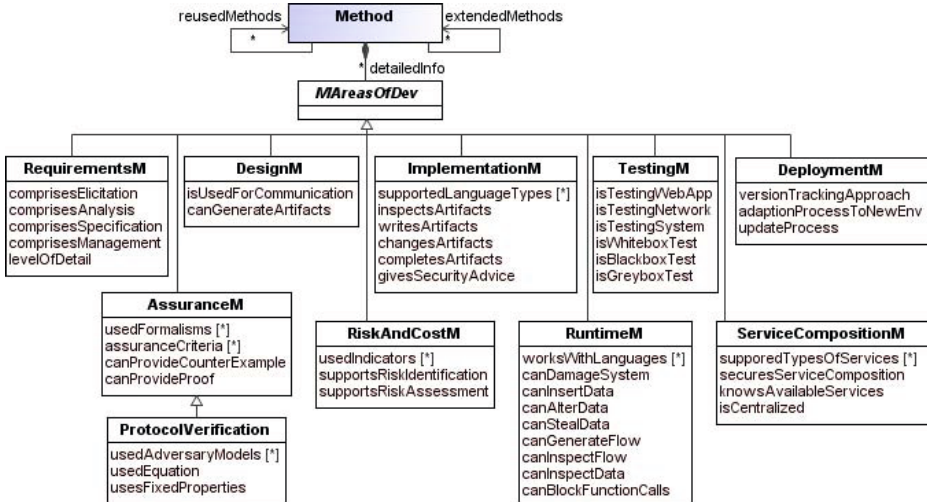 reusedMethods
Method
extendedMethods
*
*
* detailedInfo
MAreasOfDev
RequirementsM
comprisesElicitation
comprisesAnalysis
comprisesSpecification
comprisesManagement
levelOfDetail
DesignM
isUsedForCommunication
canGenerateArtifacts
ImplementationM
supportedLanguageTypes [*]
inspectsArtifacts
writesArtifacts
changesArtifacts
completesArtifacts
givesSecurityAdvice
TestingM
isTestingWebApp
isTestingNetwork
isTestingSystem
isWhiteboxTest
isBlackboxTest
isGreyboxTest
DeploymentM
versionTrackingApproach
adaptionProcessToNewEnv
updateProcess
AssuranceM
usedFormalisms [*]
assuranceCriteria [*]
canProvideCounterExample
canProvideProof
RiskAndCostM
usedIndicators [*]
supportsRiskIdentification
supportsRiskAssessment
RuntimeM
worksWithLanguages [*]
canDamageSystem
canInsertData
canAlterData
canStealData
canGenerateFlow
canInspectFlow
canInspectData
canBlockFunctionCalls
ServiceCompositionM
supporedTypesOfServices [*]
securesServiceComposition
knowsAvailableServices
isCentralized
ProtocolVerification
usedAdversaryModels [*]
usedEquation
usesFixedProperties